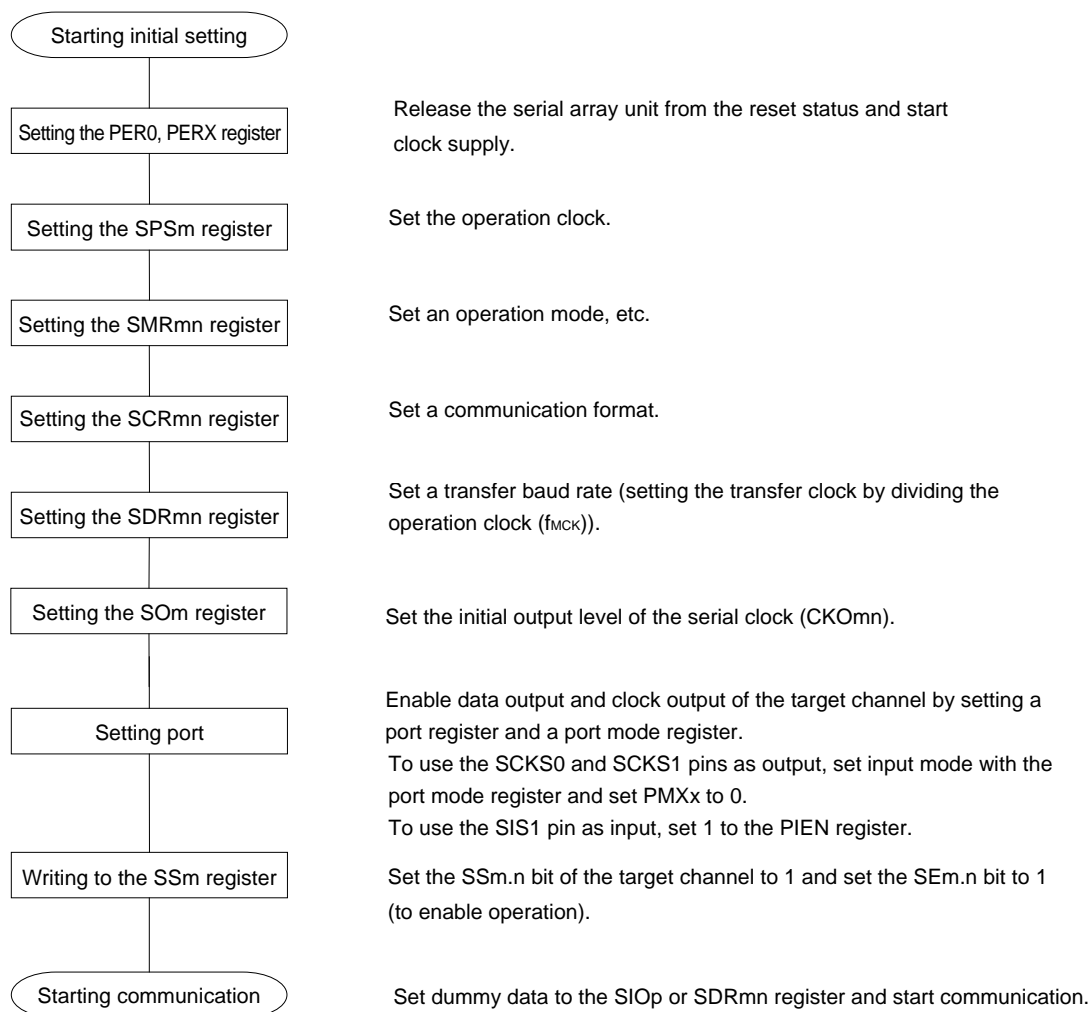 Starting initial setting
Setting the PER0, PERX register
Release the serial array unit from the reset status and start
clock supply.
Setting the SPSm register
Set the operation clock.
Setting the SMRmn register
Set an operation mode, etc.
Setting the SCRmn register
Set a communication format.
Setting the SDRmn register
Set a transfer baud rate (setting the transfer clock by dividing the
operation clock (fMCK)).
Setting the SOm register
Set the initial output level of the serial clock (CKOmn).
Setting port
Enable data output and clock output of the target channel by setting a
port register and a port mode register.
To use the SCKS0 and SCKS1 pins as output, set input mode with the
port mode register and set PMXx to 0.
To use the SIS1 pin as input, set 1 to the PIEN register.
Writing to the SSm register
Set the SSm.n bit of the target channel to 1 and set the SEm.n bit to 1
(to enable operation).
Starting communication
Set dummy data to the SIOp or SDRmn register and start communication.